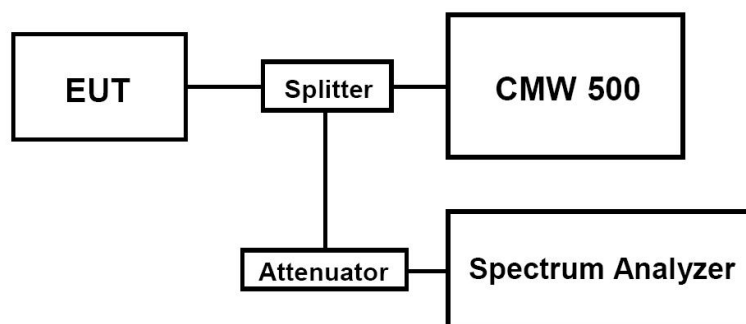 EUT
Splitter
CMW 500
Attenuator
Spectrum Analyzer